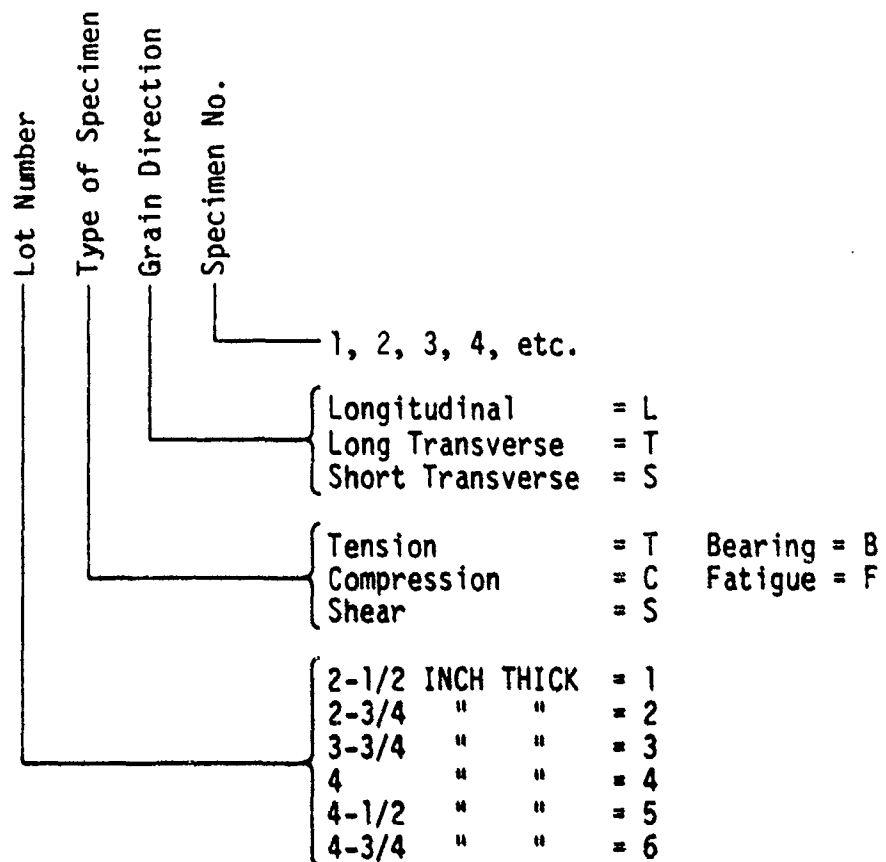 Lot Number
Type of Specimen
Grain Direction
Specimen No.
1, 2, 3, 4, etc.
Longitudinal = L
Long Transverse = T
Short Transverse = S
Tension = T Bearing = B
Compression = C Fatigue = F
Shear = S
2-1/2 INCH THICK = 1
2-3/4 " " = 2
3-3/4 " " = 3
4 " " = 4
4-1/2 " " = 5
4-3/4 " " = 6